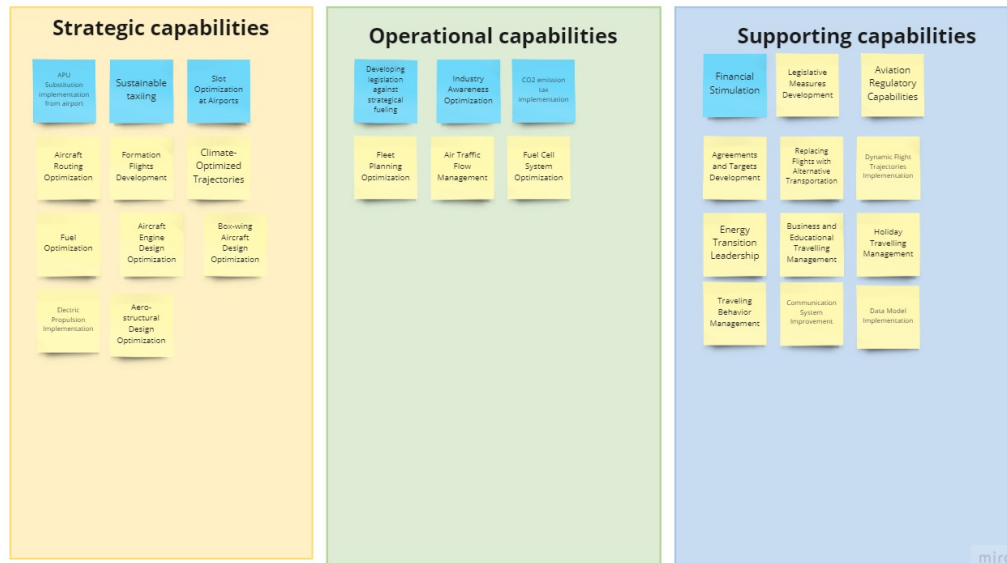 Strategic capabilities
APU
Substitution
implementation
from airport
Sustainable
taxiing
Slot
Optimization
at Airports
Aircraft
Routing
Optimization
Formation
Flights
Development
Climate-
Optimized
Trajectories
Fuel
Optimization
Aircraft
Engine
Design
Optimization
Box-wing
Aircraft
Design
Optimization
Electric
Propulsion
Implementation
Aero-
structural
Design
Optimization
Operational capabilities
Developing
legislation
against
strategical
fueling
Industry
Awareness
Optimization
CO2 emission
tax
implementation
Fleet
Planning
Optimization
Air Traffic
Flow
Management
Fuel Cell
System
Optimization
Supporting capabilities
Financial
Stimulation
Legislative
Measures
Development
Aviation
Regulatory
Capabilities
Agreements
and Targets
Development
Replacing
Flights with
Alternative
Transportation
Dynamic Flight
Trajectories
Implementation
Energy
Transition
Leadership
Business and
Educational
Travelling
Management
Holiday
Travelling
Management
Traveling
Behavior
Management
Communication
System
Improvement
Data Model
Implementation
miro